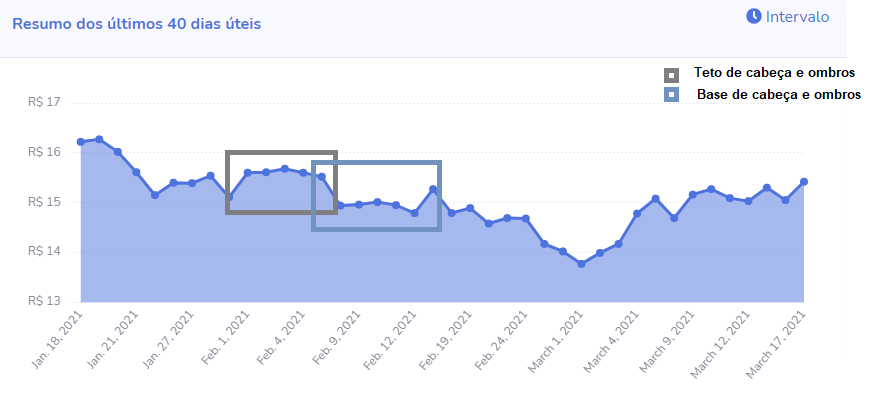 Resumo dos últimos 40 dias úteis
Intervalo
Teto de cabeça e ombros
Base de cabeça e ombros
R$ 17
R$ 16
R$ 15
R$ 14
R$ 13
Jan. 18, 2021
Jan. 21, 2021
Jan. 27, 2021
Feb. 1, 2021
Feb. 4, 2021
Feb. 9, 2021
Feb. 12, 2021
Feb. 19, 2021
Feb. 24, 2021
March 1, 2021
March 4, 2021
March 9, 2021
March 12, 2021
March 17, 2021